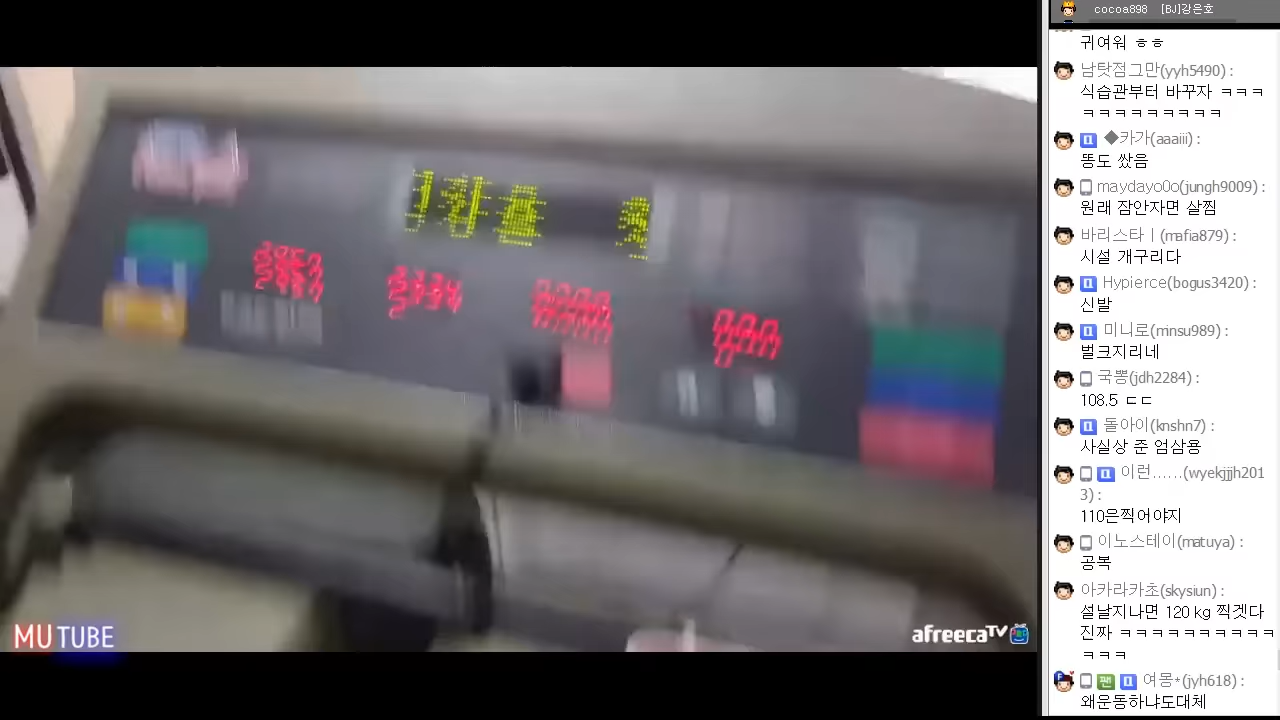 MUTUBE
afreecaTV
cocoa898 [BJ]강은호
귀여워 ㅎㅎ
남탓점그만(yyh5490) :
식습관부터 바꾸자 ㅋㅋㅋ
ㅋㅋㅋㅋㅋㅋㅋㅋㅋ
◆카가(aaaiii) :
똥도 쌌음
maydayo0o(jungh9009) :
원래 잠안자면 살찜
바리스타ㅣ(mafia879) :
시설 개구리다
Hypierce(bogus3420) :
신발
미니로(minsu989) :
벌크지리네
국뽕(jdh2284) :
108.5 ㄷㄷ
돌아이(knshn7) :
사실상 준 엄삼용
이런……(wyekjjjh201
3) :
110은찍어야지
이노스테이(matuya) :
공복
아카라카초(skysiun) :
설날지나면 120 kg 찍겟다
진짜 ㅋㅋㅋㅋㅋㅋㅋㅋㅋㅋ
ㅋㅋㅋ
여몽*(jyh618) :
왜운동하냐도대체